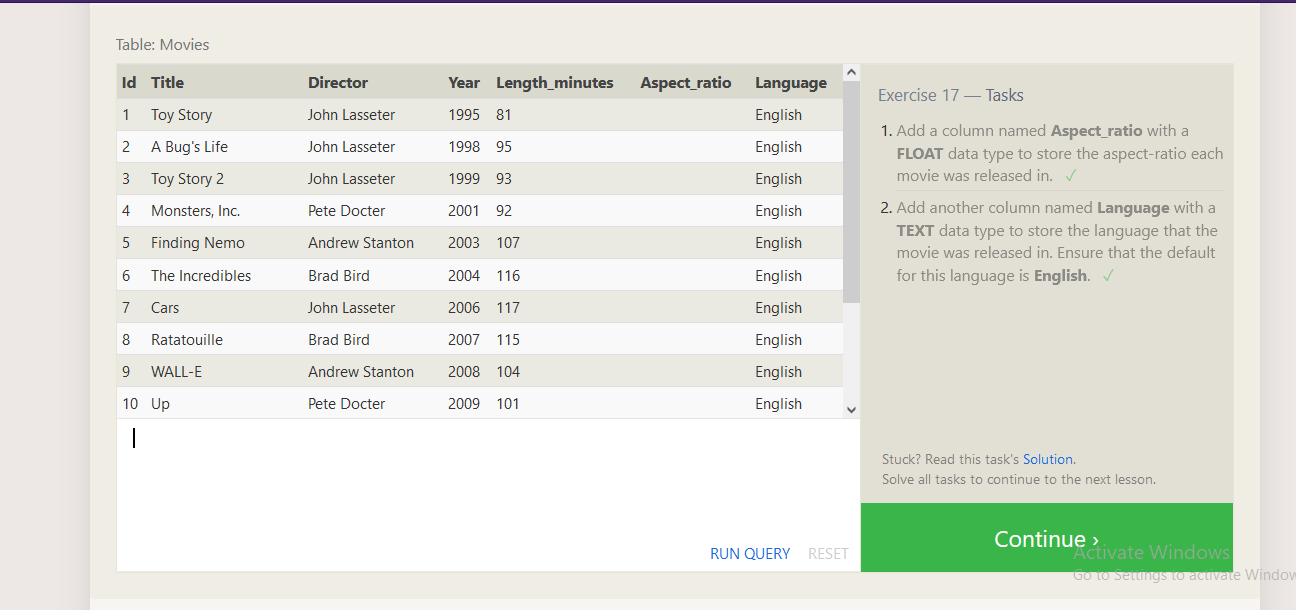 Table: Movies
Id Title Director Year Length_minutes Aspect_ratio Language
1 Toy Story John Lasseter 1995 81 English
2 A Bug's Life John Lasseter 1998 95 English
3 Toy Story 2 John Lasseter 1999 93 English
4 Monsters, Inc. Pete Docter 2001 92 English
5 Finding Nemo Andrew Stanton 2003 107 English
6 The Incredibles Brad Bird 2004 116 English
7 Cars John Lasseter 2006 117 English
8 Ratatouille Brad Bird 2007 115 English
9 WALL-E Andrew Stanton 2008 104 English
10 Up Pete Docter 2009 101 English
RUN QUERY RESET
Exercise 17 — Tasks
1. Add a column named Aspect_ratio with a
FLOAT data type to store the aspect-ratio each
movie was released in. ✓
2. Add another column named Language with a
TEXT data type to store the language that the
movie was released in. Ensure that the default
for this language is English. ✓
Stuck? Read this task's Solution.
Solve all tasks to continue to the next lesson.
Continue ›
Activate Windows
Go to Settings to activate Window